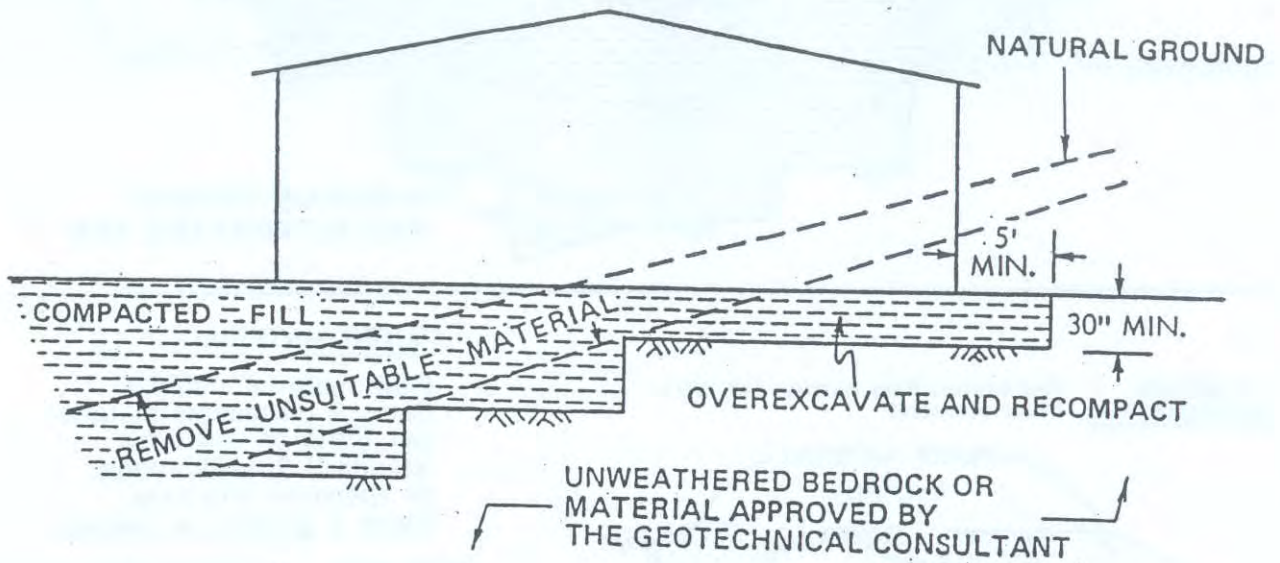 NATURAL GROUND
5'
MIN.
COMPACTED FILL
30" MIN.
REMOVE UNSUITABLE MATERIAL
OVEREXCAVATE AND RECOMPACT
UNWEATHERED BEDROCK OR
MATERIAL APPROVED BY
THE GEOTECHNICAL CONSULTANT